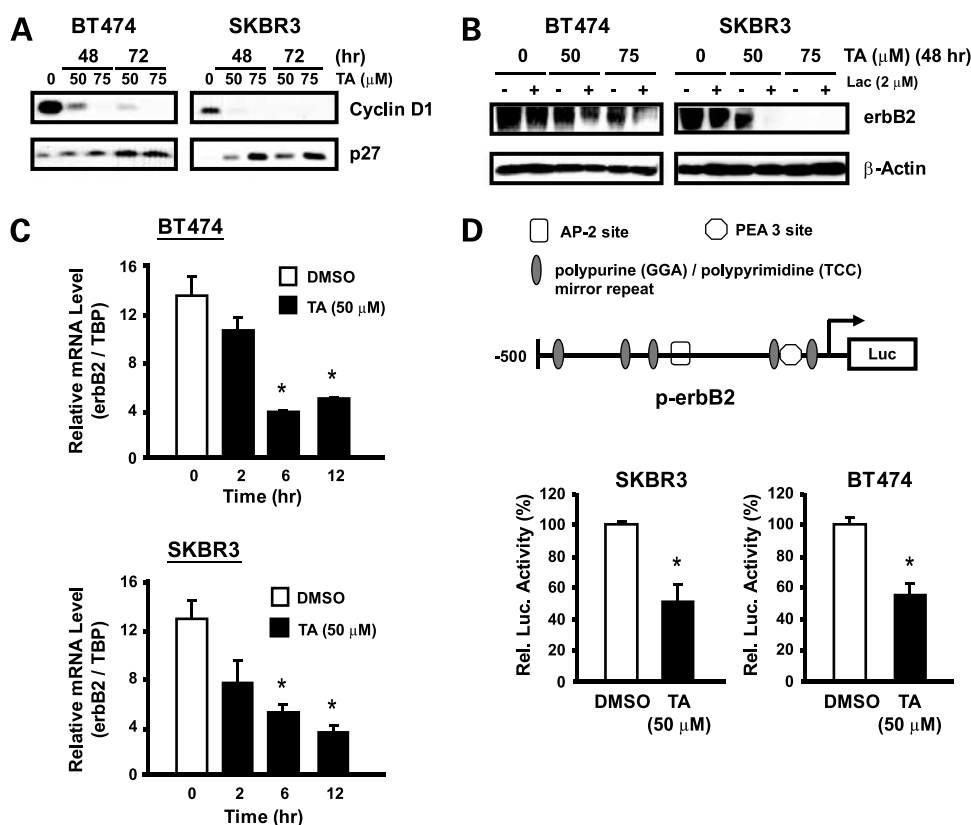 A
BT474 SKBR3
48 72 (hr) 48 72
0 50 75 50 75 TA (μM) 0 50 75 50 75
Cyclin D1
p27
B
BT474 SKBR3
0 50 75 0 50 75 TA (μM) (48 hr)
- + - + - + - + - + - + Lac (2 μM)
erbB2
β-Actin
C
BT474
Relative mRNA Level
(erbB2 / TBP)
16
12
8
4
0
DMSO
TA (50 μM)
* *
0 2 6 12
Time (hr)
SKBR3
Relative mRNA Level
(erbB2 / TBP)
16
12
8
4
0
DMSO
TA (50 μM)
* *
0 2 6 12
Time (hr)
D
AP-2 site PEA 3 site
polypurine (GGA) / polypyrimidine (TCC)
mirror repeat
-500 Luc
p-erbB2
SKBR3
Rel. Luc. Activity (%)
120
100
80
60
40
20
0
*
DMSO TA
(50 μM)
BT474
Rel. Luc. Activity (%)
120
100
80
60
40
20
0
*
DMSO TA
(50 μM)